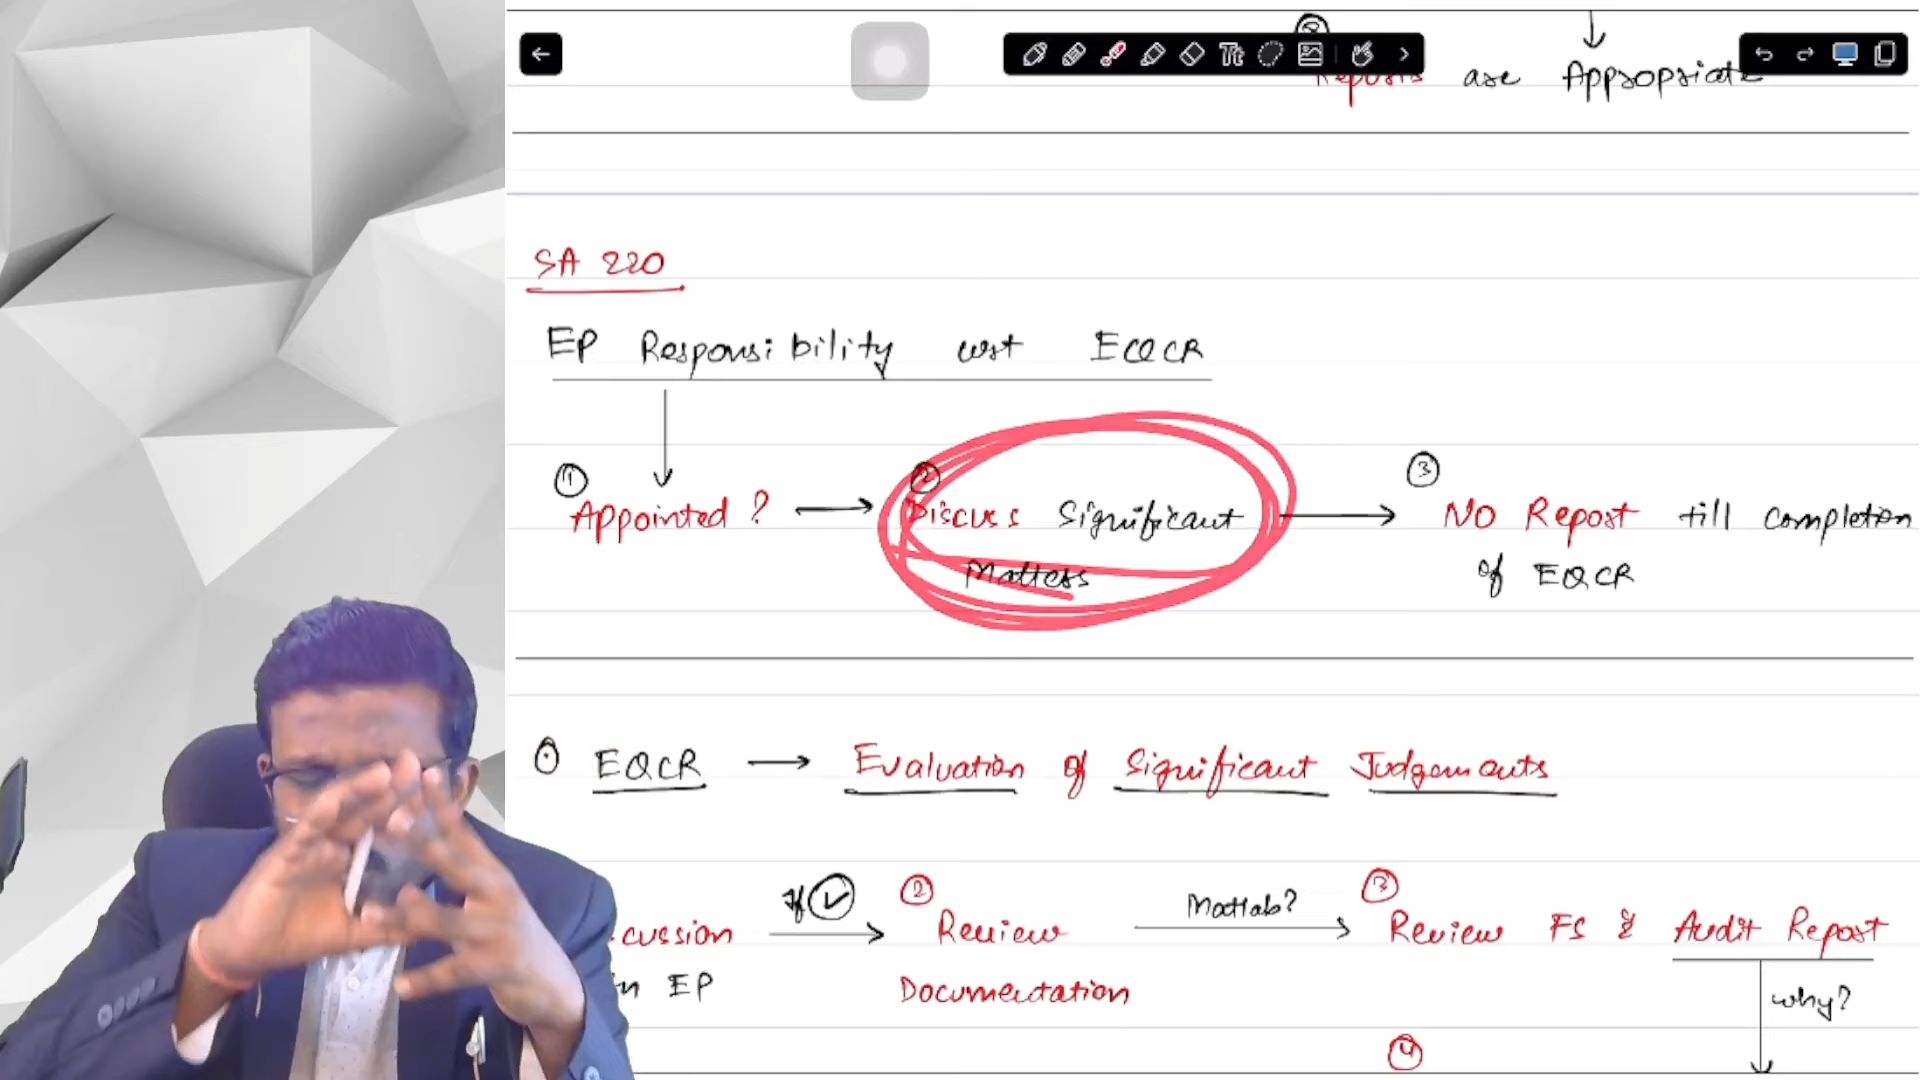 Reports are Appropriate
SA 220
EP Responsibility wrt EQCR
① Appointed ? → ② Discuss Significant → ③ NO Report till completion
Matters
of EQCR
EQCR → Evaluation of Significant Judgements
cussion If ✓ → ② Review Matlab? → ③ Review FS & Audit Report
EP Documentation why?
④